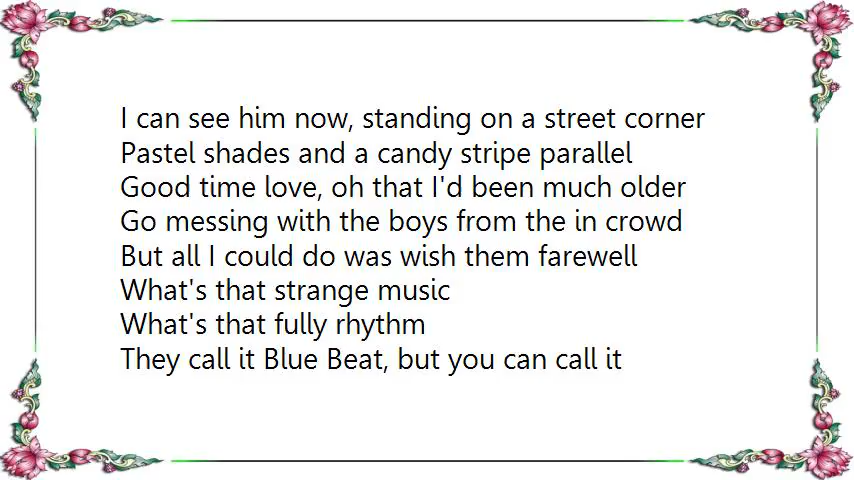 I can see him now, standing on a street corner
Pastel shades and a candy stripe parallel
Good time love, oh that I'd been much older
Go messing with the boys from the in crowd
But all I could do was wish them farewell
What's that strange music
What's that fully rhythm
They call it Blue Beat, but you can call it